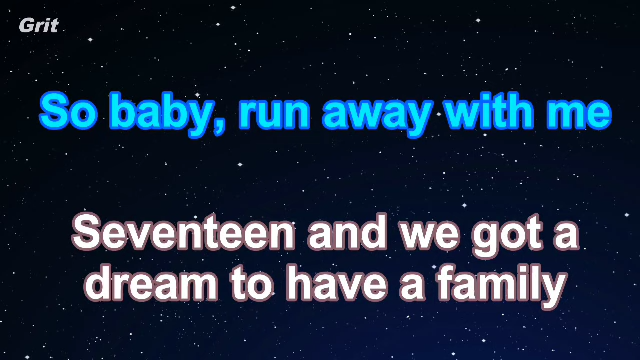 Grit
So baby, run away with me
Seventeen and we got a
dream to have a family